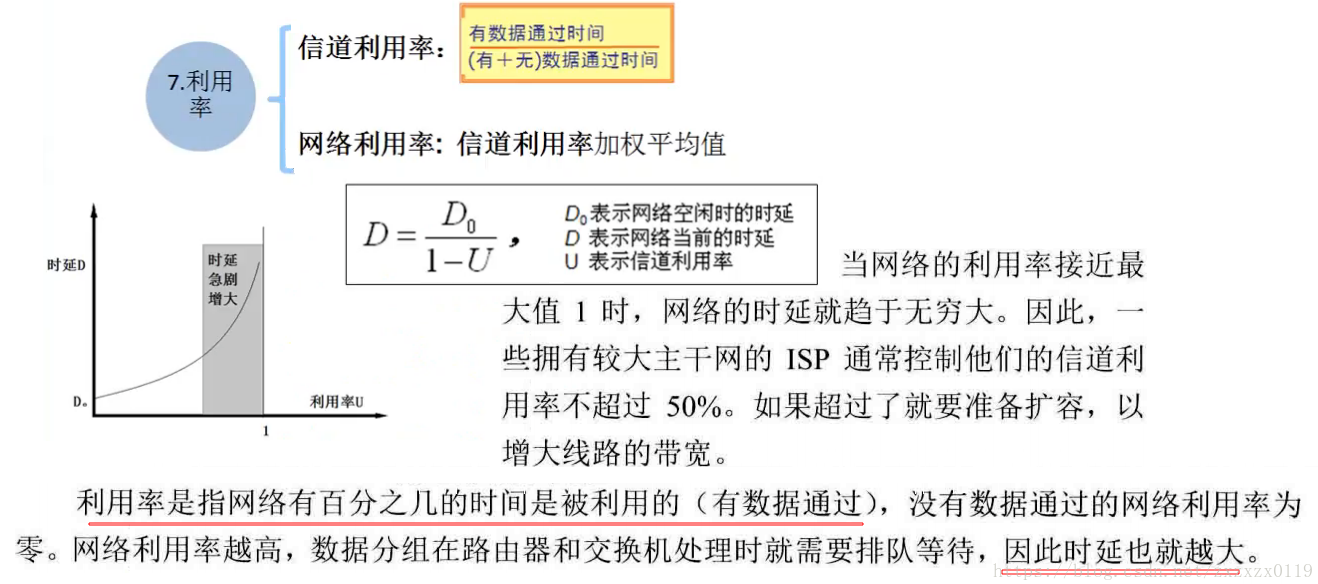 7.利用
率
信道利用率：
有数据通过时间
(有＋无)数据通过时间
网络利用率: 信道利用率加权平均值
D = D₀ / 1−U ，
D₀ 表示网络空闲时的时延
D 表示网络当前的时延
U 表示信道利用率
时延D
时延
急剧
增大
D。
利用率U
1
当网络的利用率接近最
大值 1 时，网络的时延就趋于无穷大。因此，一
些拥有较大主干网的 ISP 通常控制他们的信道利
用率不超过 50%。如果超过了就要准备扩容，以
增大线路的带宽。
利用率是指网络有百分之几的时间是被利用的（有数据通过），没有数据通过的网络利用率为
零。网络利用率越高，数据分组在路由器和交换机处理时就需要排队等待，因此时延也就越大。